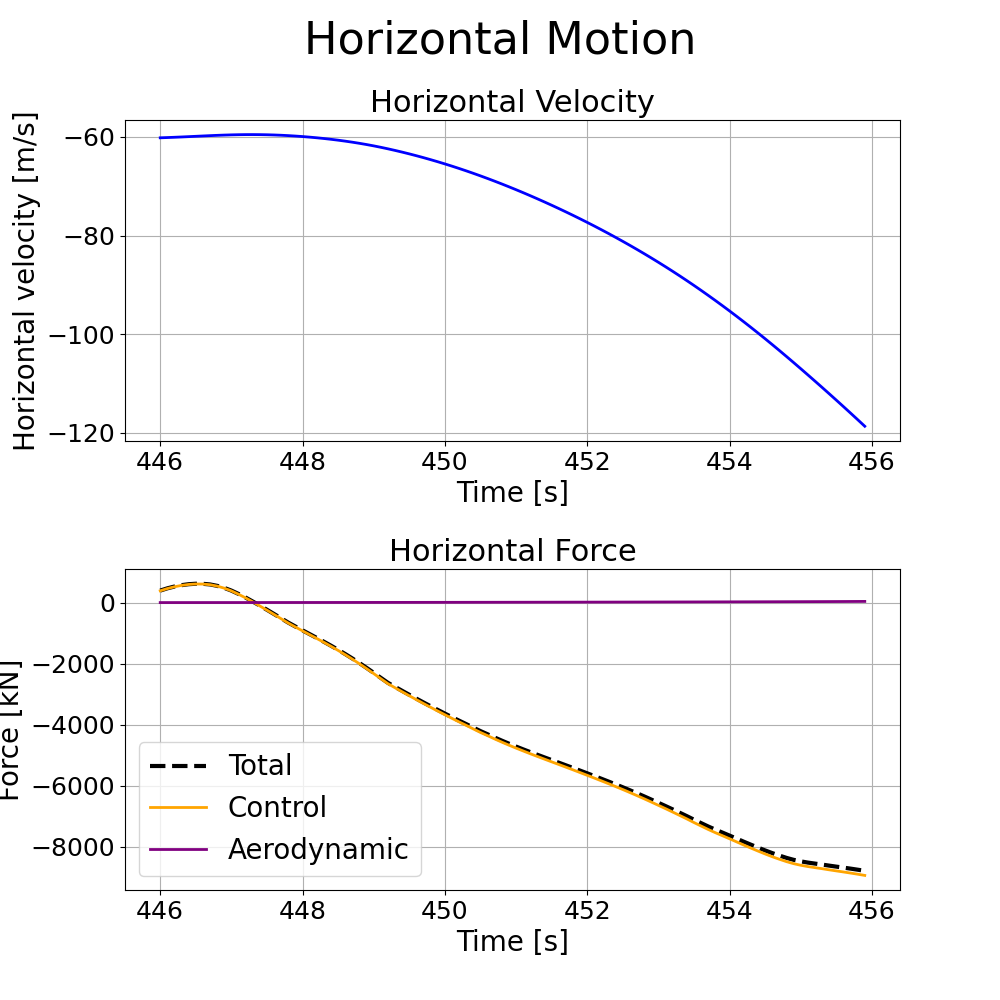 Horizontal Motion
Horizontal Velocity
Horizontal velocity [m/s]
−60
−80
−100
−120
446 448 450 452 454 456
Time [s]
Horizontal Force
Force [kN]
0
−2000
−4000
−6000
−8000
Total
Control
Aerodynamic
446 448 450 452 454 456
Time [s]